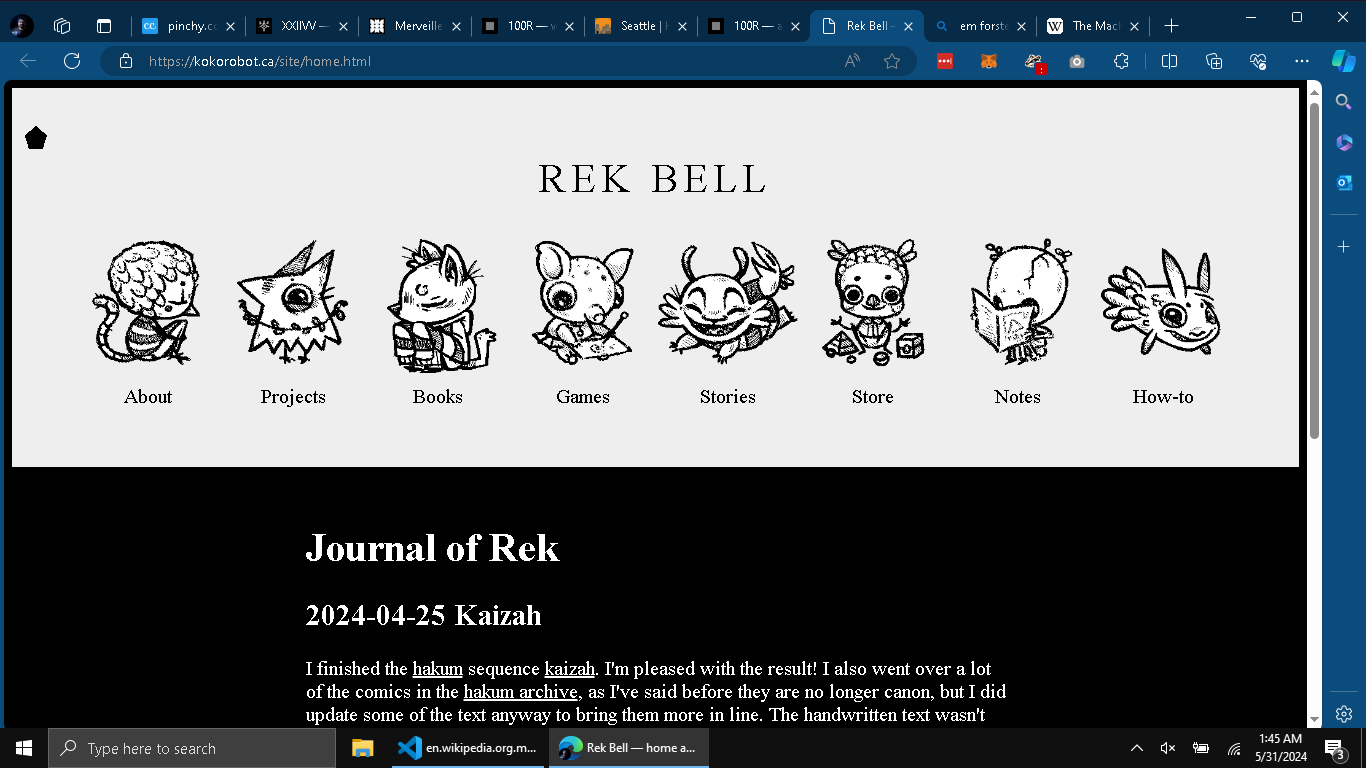 pinchy.cc
XXIIVV —
Merveille
100R — v
Seattle | H
100R — a
Rek Bell -
em forste
The Mach
https://kokorobot.ca/site/home.html
REK BELL
About Projects Books Games Stories Store Notes How-to
Journal of Rek
2024-04-25 Kaizah
I finished the hakum sequence kaizah. I'm pleased with the result! I also went over a lot
of the comics in the hakum archive, as I've said before they are no longer canon, but I did
update some of the text anyway to bring them more in line. The handwritten text wasn't
Type here to search
en.wikipedia.org.m...
Rek Bell — home a...
1:45 AM
5/31/2024
3